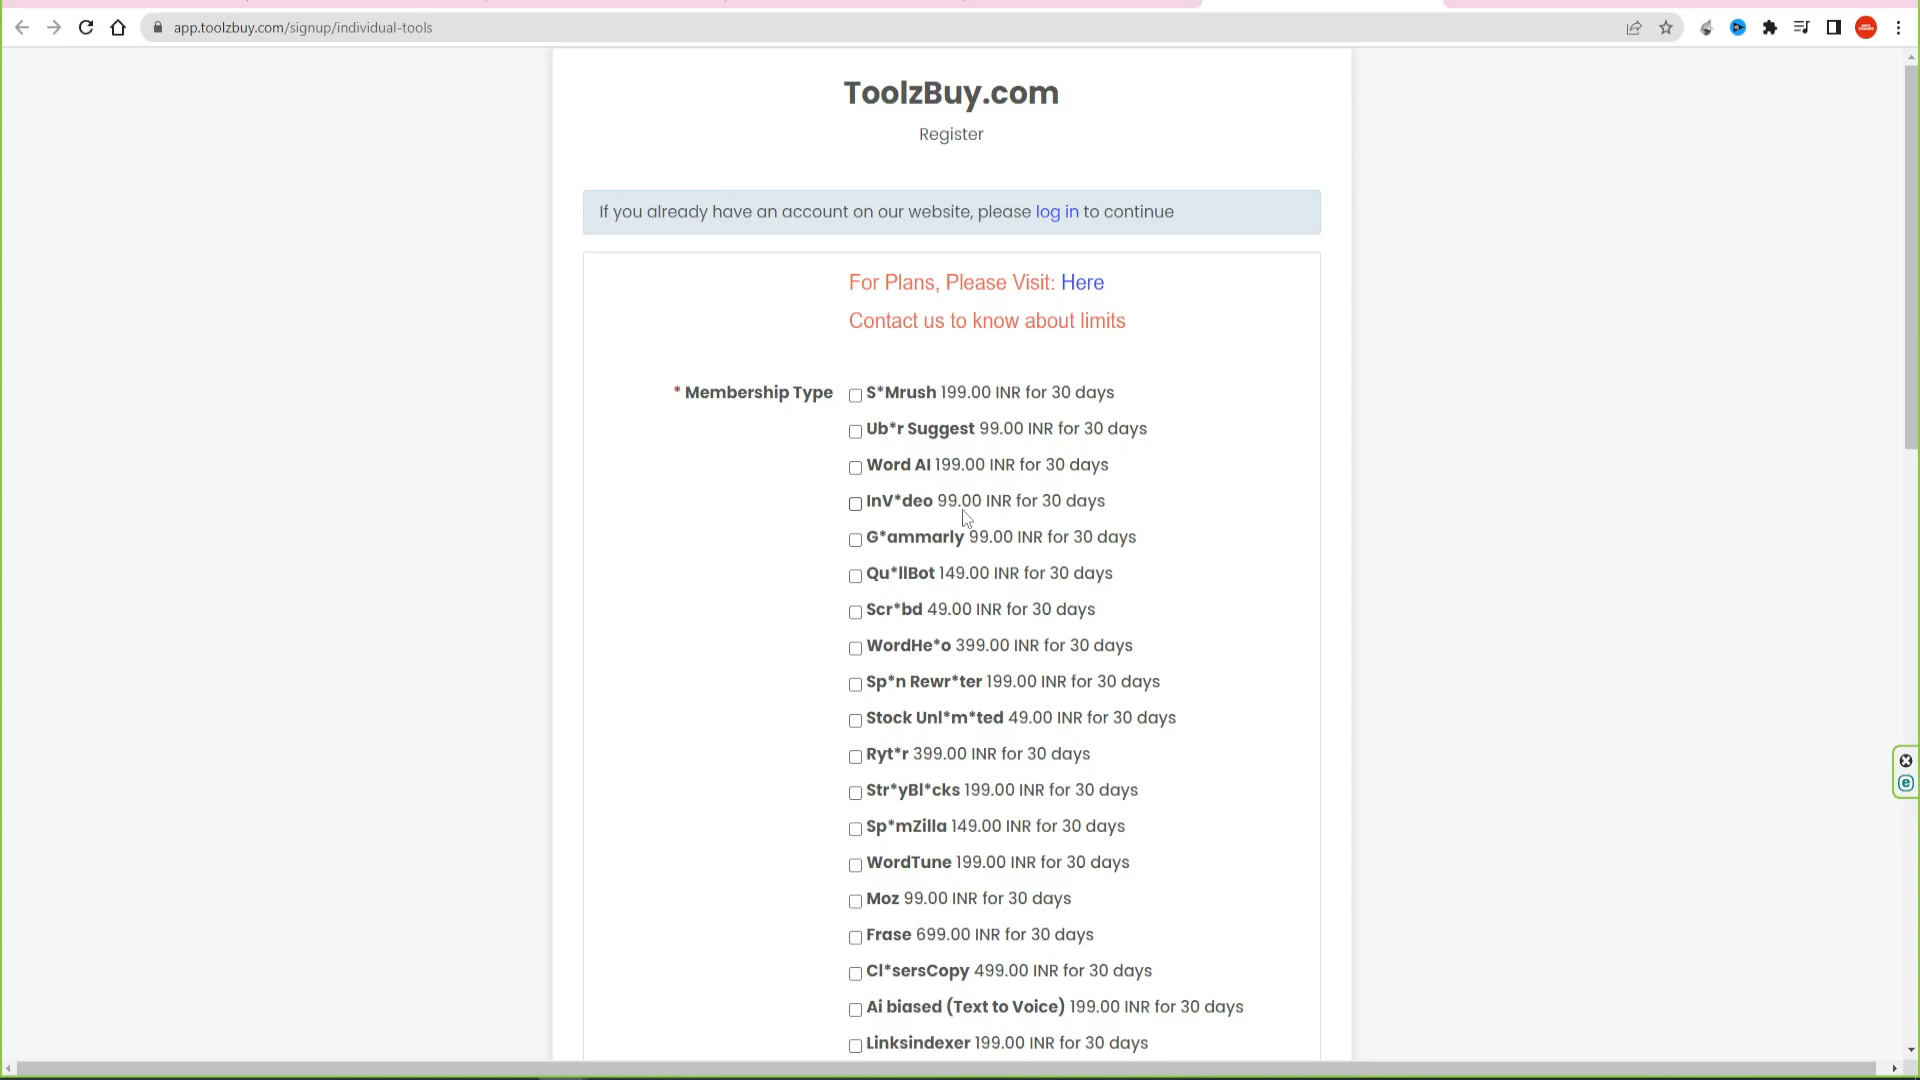 app.toolzbuy.com/signup/individual-tools
ToolzBuy.com
Register
If you already have an account on our website, please log in to continue
For Plans, Please Visit: Here
Contact us to know about limits
* Membership Type
S*Mrush 199.00 INR for 30 days
Ub*r Suggest 99.00 INR for 30 days
Word AI 199.00 INR for 30 days
InV*deo 99.00 INR for 30 days
G*ammarly 99.00 INR for 30 days
Qu*llBot 149.00 INR for 30 days
Scr*bd 49.00 INR for 30 days
WordHe*o 399.00 INR for 30 days
Sp*n Rewr*ter 199.00 INR for 30 days
Stock Unl*m*ted 49.00 INR for 30 days
Ryt*r 399.00 INR for 30 days
Str*yBl*cks 199.00 INR for 30 days
Sp*mZilla 149.00 INR for 30 days
WordTune 199.00 INR for 30 days
Moz 99.00 INR for 30 days
Frase 699.00 INR for 30 days
Cl*sersCopy 499.00 INR for 30 days
Ai biased (Text to Voice) 199.00 INR for 30 days
Linksindexer 199.00 INR for 30 days